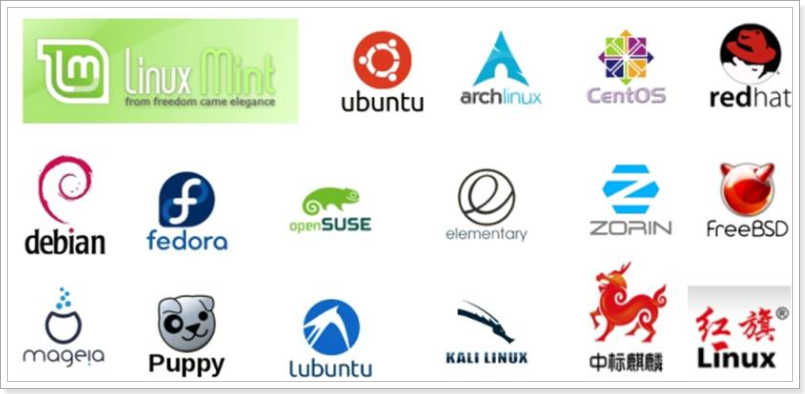 Linux Mint
from freedom came elegance
ubuntu
archlinux
CentOS
redhat
debian
fedora
openSUSE
elementary
ZORIN
FreeBSD
mageia
Puppy
lubuntu
KALI LINUX
中标麒麟
红旗®
Linux